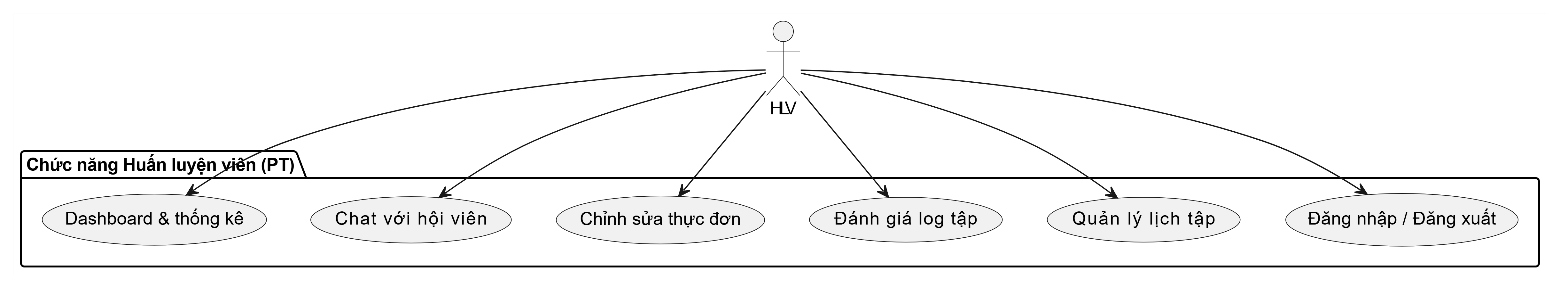 HLV
Chức năng Huấn luyện viên (PT)
Dashboard & thống kê
Chat với hội viên
Chỉnh sửa thực đơn
Đánh giá log tập
Quản lý lịch tập
Đăng nhập / Đăng xuất